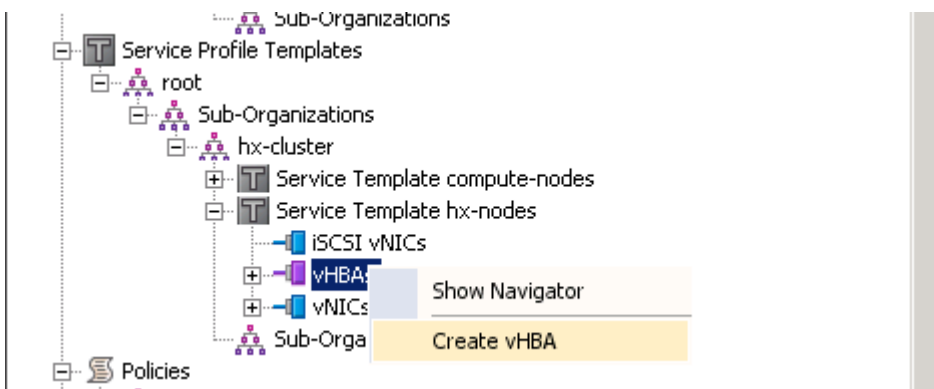 Sub-Organizations
Service Profile Templates
root
Sub-Organizations
hx-cluster
Service Template compute-nodes
Service Template hx-nodes
iSCSI vNICs
vHBAs
Show Navigator
vNICs
Sub-Orga
Create vHBA
Policies